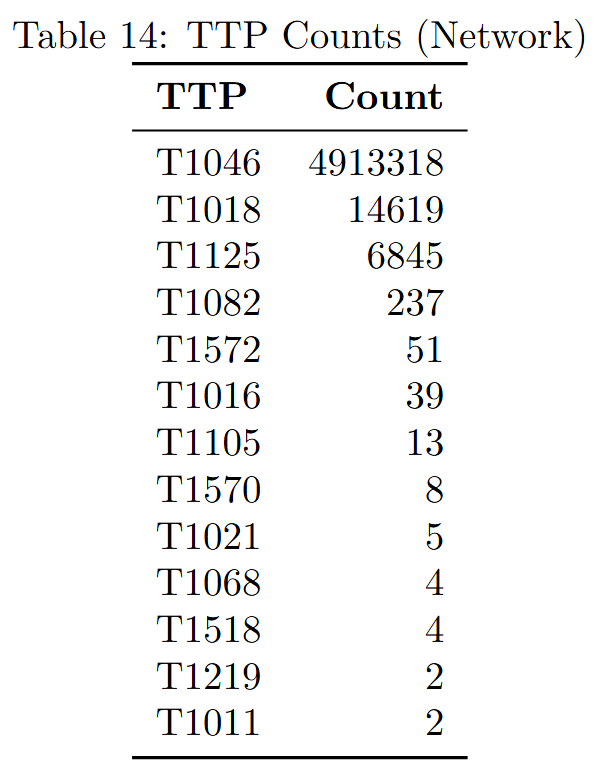 Table 14: TTP Counts (Network)
TTP Count
T1046 4913318
T1018 14619
T1125 6845
T1082 237
T1572 51
T1016 39
T1105 13
T1570 8
T1021 5
T1068 4
T1518 4
T1219 2
T1011 2